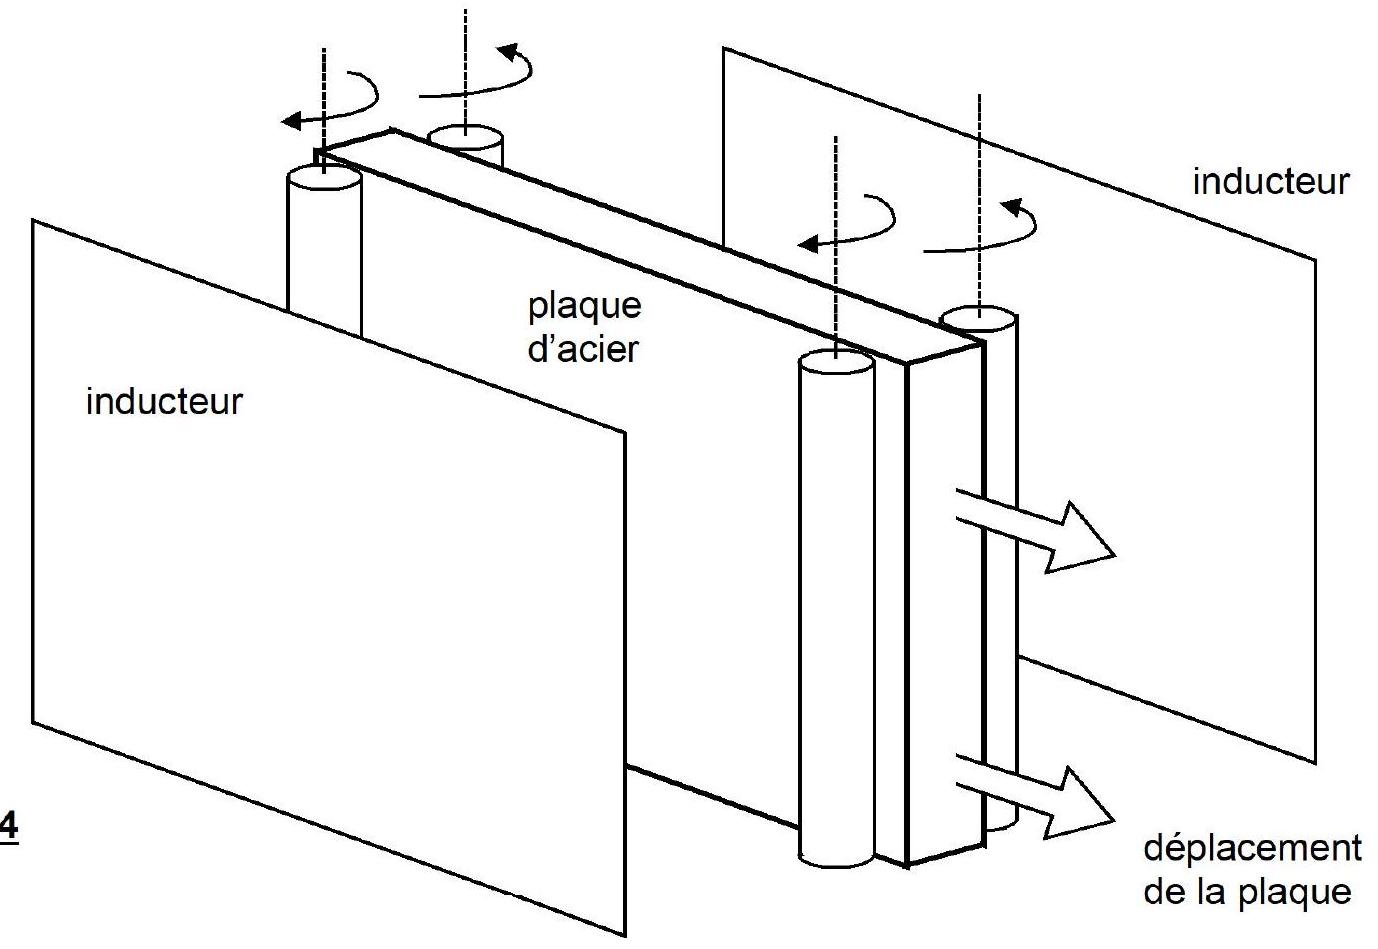 inducteur
plaque
d'acier
inducteur
4
déplacement
de la plaque